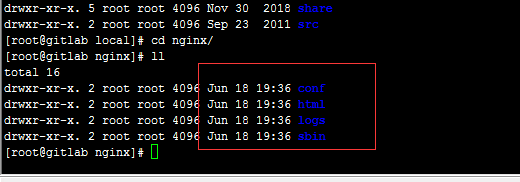 drwxr-xr-x. 5 root root 4096 Nov 30  2018 share
drwxr-xr-x. 2 root root 4096 Sep 23  2011 src
[root@gitlab local]# cd nginx/
[root@gitlab nginx]# ll
total 16
drwxr-xr-x. 2 root root 4096 Jun 18 19:36 conf
drwxr-xr-x. 2 root root 4096 Jun 18 19:36 html
drwxr-xr-x. 2 root root 4096 Jun 18 19:36 logs
drwxr-xr-x. 2 root root 4096 Jun 18 19:36 sbin
[root@gitlab nginx]#